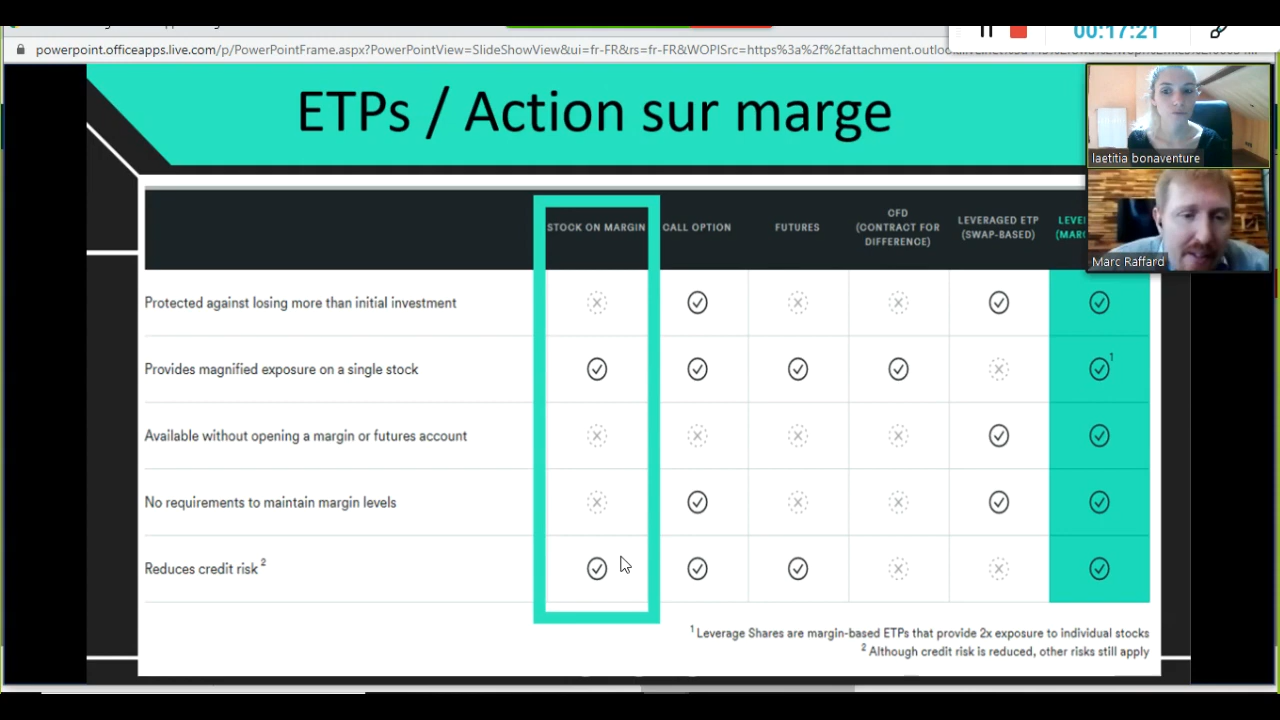 00:17:21
powerpoint.officeapps.live.com/p/PowerPointFrame.aspx?PowerPointView=SlideShowView&ui=fr-FR&rs=fr-FR&WOPISrc=https%3a%2f%2fattachment.outloo
ETPs / Action sur marge
laetitia bonaventure
Marc Raffard
STOCK ON MARGIN
CALL OPTION
FUTURES
CFD
(CONTRACT FOR
DIFFERENCE)
LEVERAGED ETP
(SWAP-BASED)
Protected against losing more than initial investment
Provides magnified exposure on a single stock
1
Available without opening a margin or futures account
No requirements to maintain margin levels
Reduces credit risk 2
1 Leverage Shares are margin-based ETPs that provide 2x exposure to individual stocks
2 Although credit risk is reduced, other risks still apply